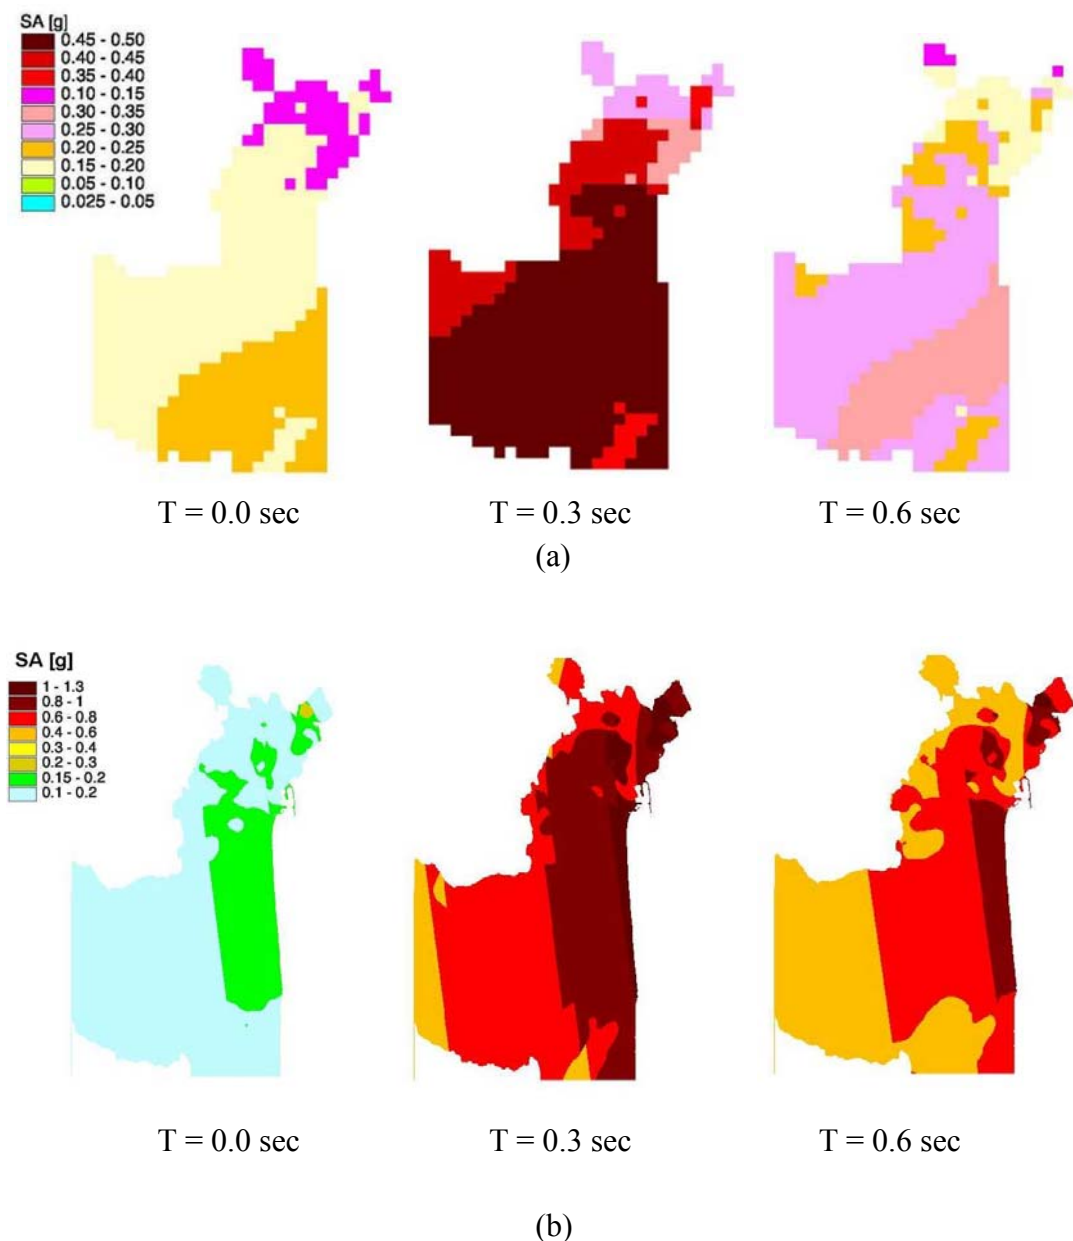 SA [g]
0.45 - 0.50
0.40 - 0.45
0.35 - 0.40
0.10 - 0.15
0.30 - 0.35
0.25 - 0.30
0.20 - 0.25
0.15 - 0.20
0.05 - 0.10
0.025 - 0.05
T = 0.0 sec T = 0.3 sec T = 0.6 sec
(a)
SA [g]
1 - 1.3
0.8 - 1
0.6 - 0.8
0.4 - 0.6
0.3 - 0.4
0.2 - 0.3
0.15 - 0.2
0.1 - 0.2
T = 0.0 sec T = 0.3 sec T = 0.6 sec
(b)